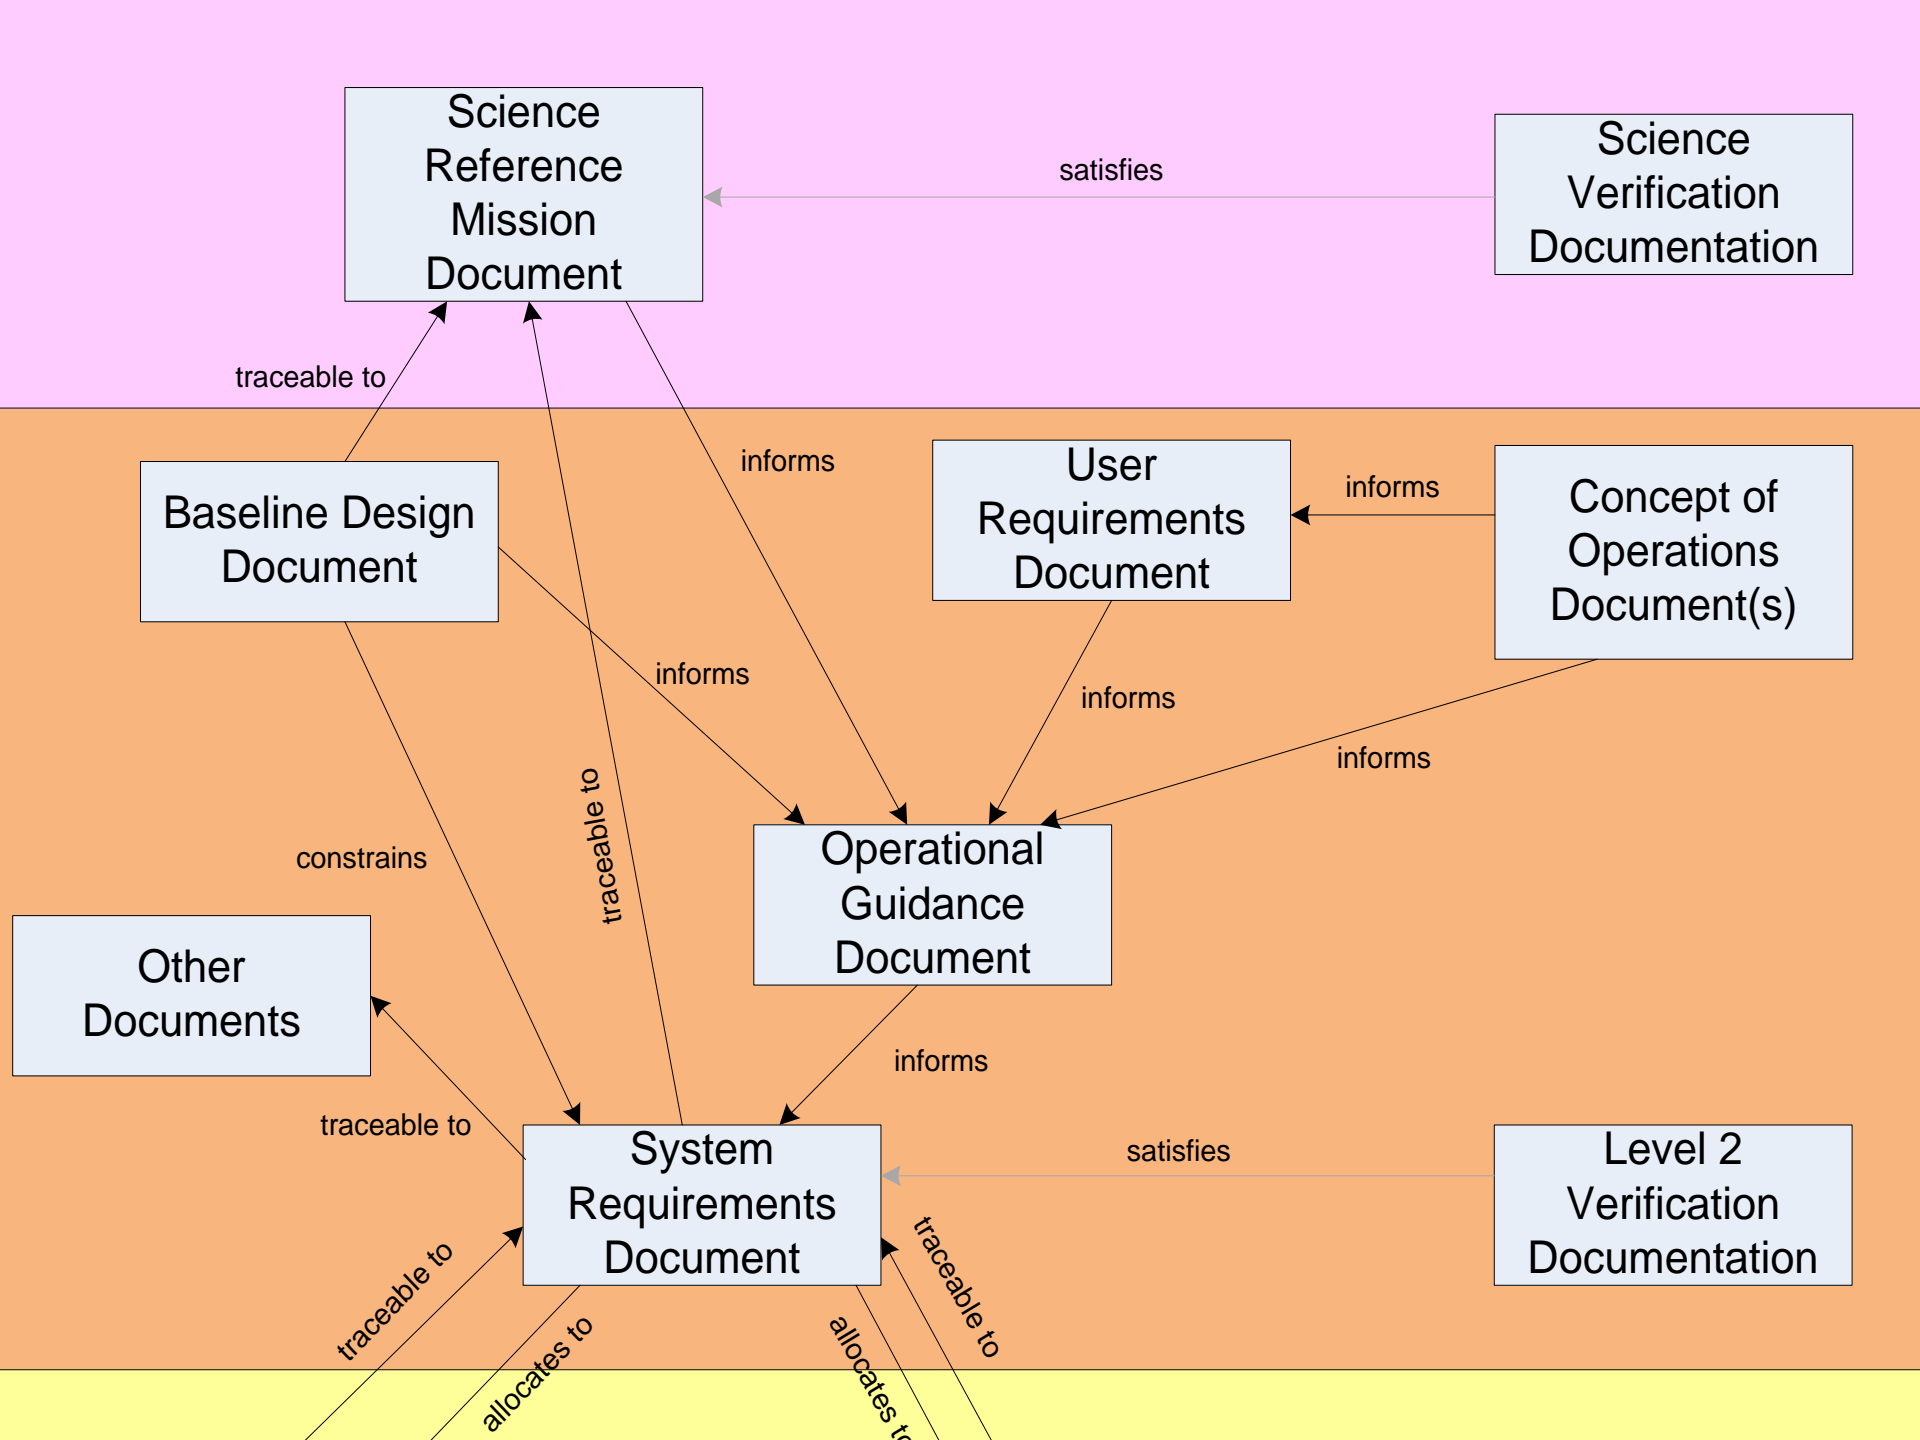 Science
Reference
Mission
Document
satisfies
Science
Verification
Documentation
traceable to
informs
Baseline Design
Document
User
Requirements
Document
informs
Concept of
Operations
Document(s)
informs
informs
informs
traceable to
constrains
Operational
Guidance
Document
Other
Documents
informs
traceable to
System
Requirements
Document
satisfies
Level 2
Verification
Documentation
traceable to
allocates to
allocates to
traceable to